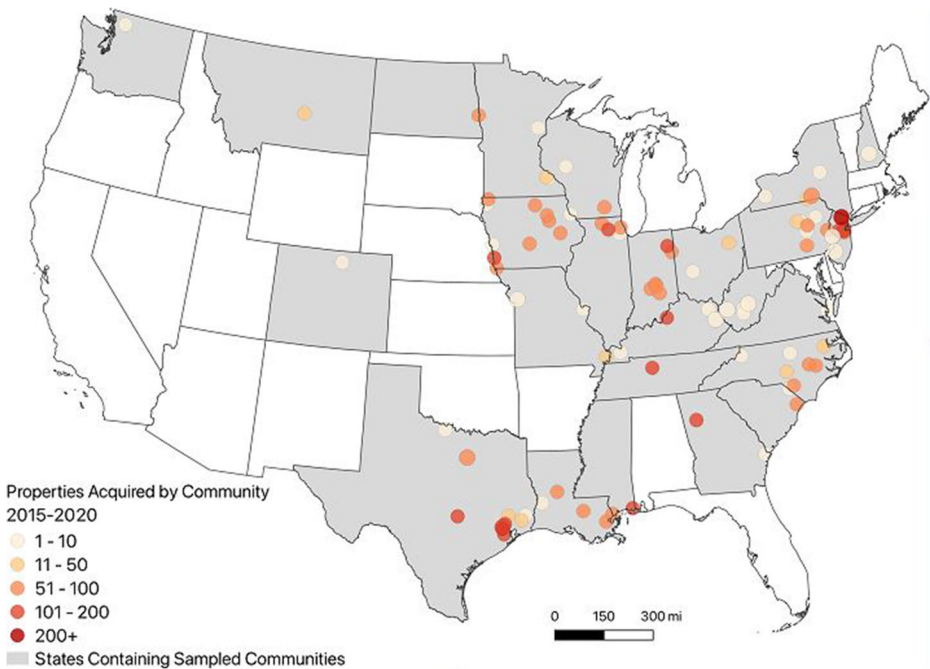 Properties Acquired by Community
2015-2020
1 - 10
11 - 50
51 - 100
101 - 200
200+
States Containing Sampled Communities
0 150 300 mi